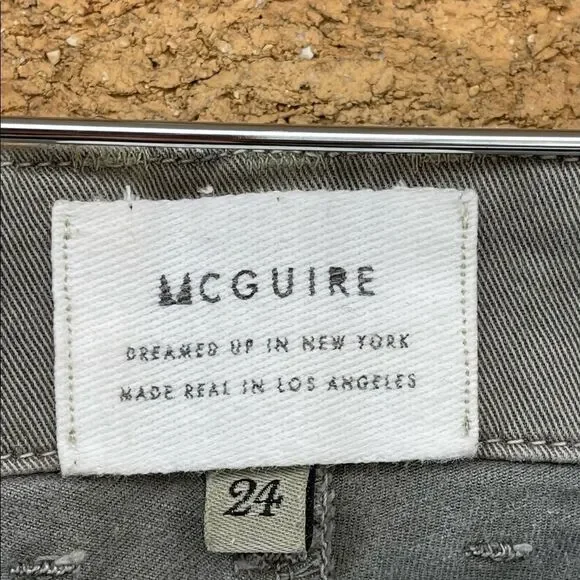 MCGUIRE
DREAMED UP IN NEW YORK
MADE REAL IN LOS ANGELES
24